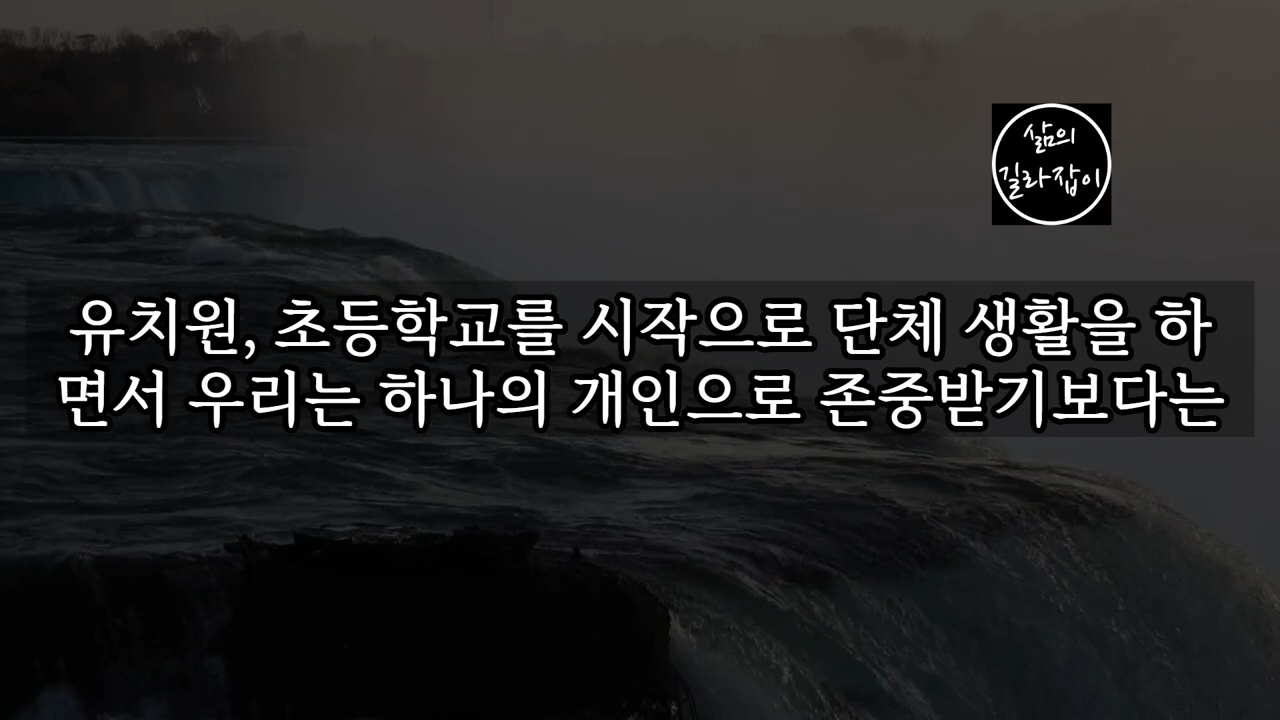 삶의
길라잡이
유치원, 초등학교를 시작으로 단체 생활을 하
면서 우리는 하나의 개인으로 존중받기보다는